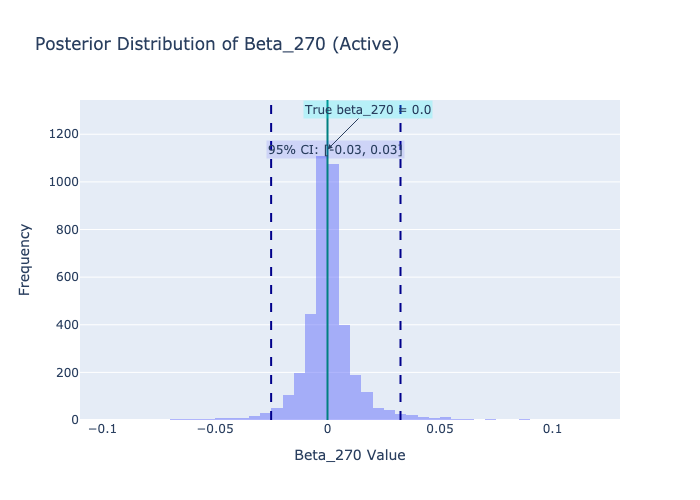 Posterior Distribution of Beta_270 (Active)
True beta_270 = 0.0
95% CI: [-0.03, 0.03]
1200
1000
800
600
400
200
0
Frequency
−0.1
−0.05
0
0.05
0.1
Beta_270 Value